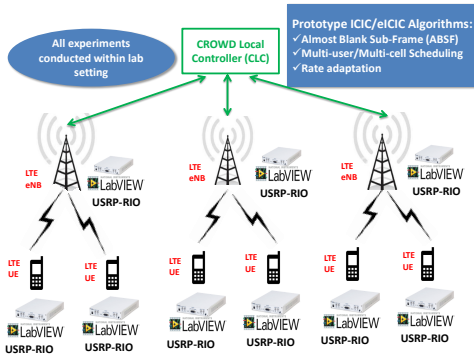 All experiments
conducted within lab
setting
CROWD Local
Controller (CLC)
Prototype ICIC/eICIC Algorithms:
✓Almost Blank Sub-Frame (ABSF)
✓Multi-user/Multi-cell Scheduling
✓Rate adaptation
LTE
eNB
LabVIEW
USRP-RIO
LTE
eNB
LabVIEW
USRP-RIO
LTE
eNB
LabVIEW
USRP-RIO
LTE
UE
LTE
UE
LTE
UE
LTE
UE
LTE
UE
LTE
UE
LabVIEW
USRP-RIO
LabVIEW
USRP-RIO
LabVIEW
USRP-RIO
LabVIEW
USRP-RIO
LabVIEW
USRP-RIO
LabVIEW
USRP-RIO